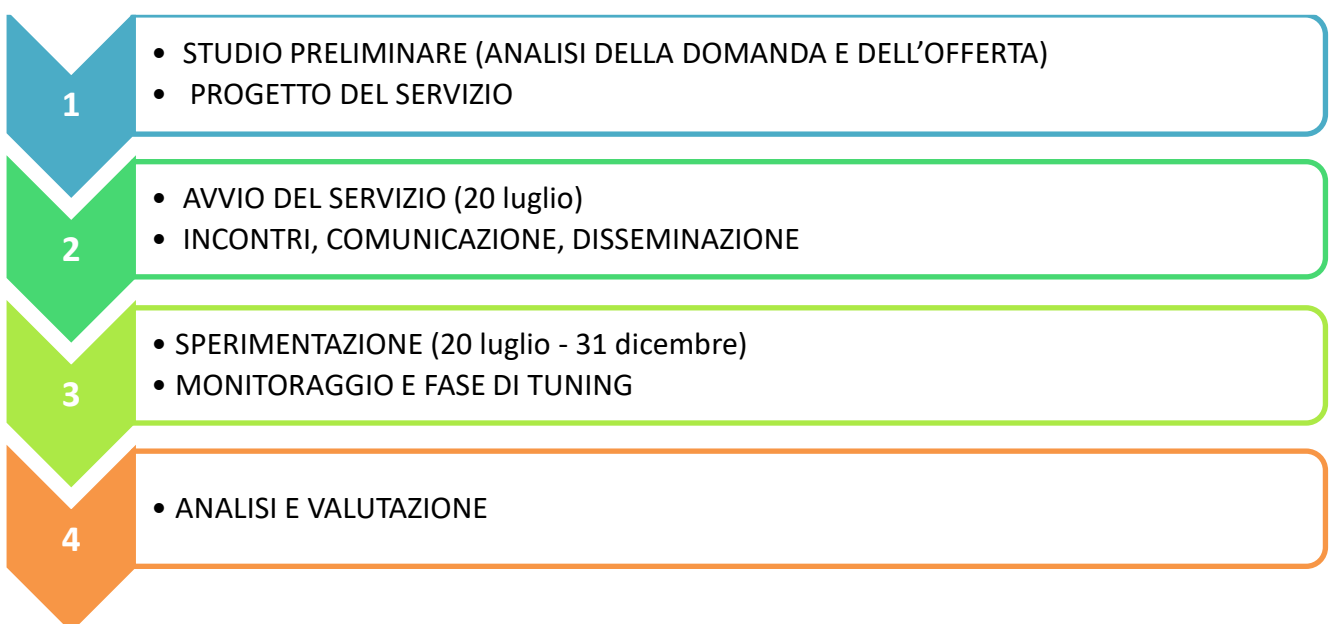 1
• STUDIO PRELIMINARE (ANALISI DELLA DOMANDA E DELL’OFFERTA)
• PROGETTO DEL SERVIZIO
2
• AVVIO DEL SERVIZIO (20 luglio)
• INCONTRI, COMUNICAZIONE, DISSEMINAZIONE
3
• SPERIMENTAZIONE (20 luglio - 31 dicembre)
• MONITORAGGIO E FASE DI TUNING
4
• ANALISI E VALUTAZIONE